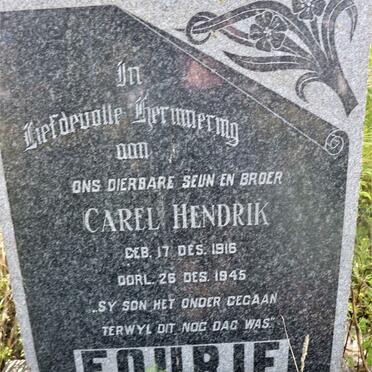 In
Liefdevolle Herinnering
aan
ONS DIERBARE SEUN EN BROER
CAREL HENDRIK
GEB. 17 DES. 1916
OORL. 26 DES. 1945
„SY SON HET ONDER GEGAAN
TERWYL DIT NOG DAG WAS.”
FOURIE